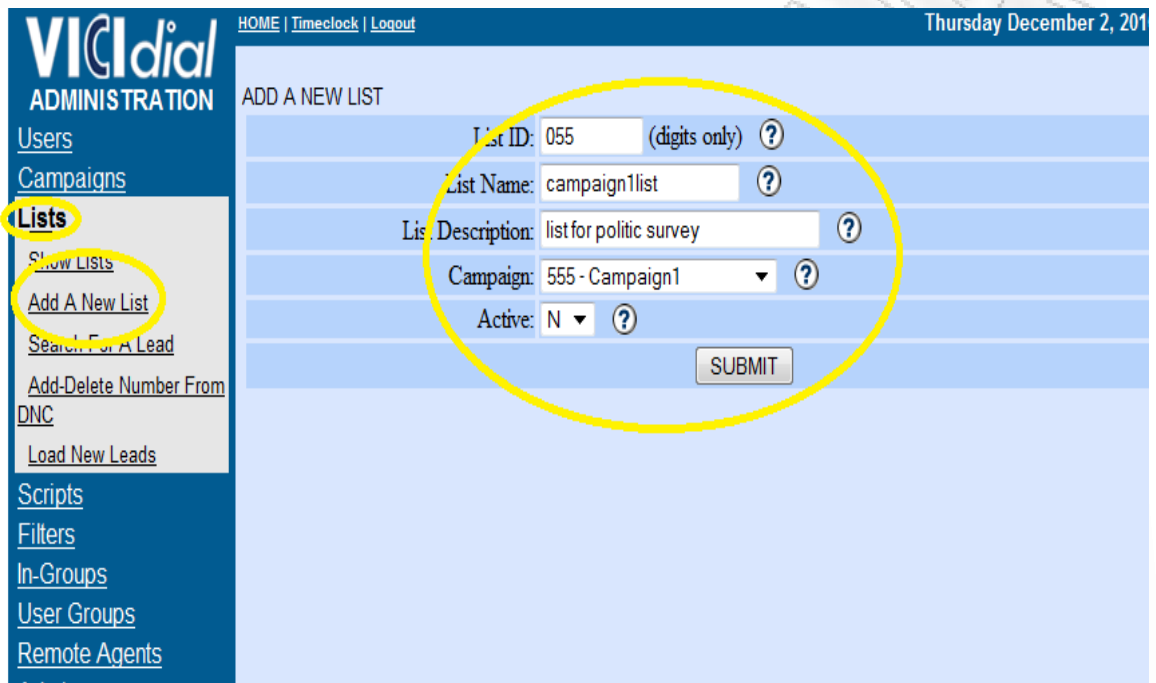 VICIdial
ADMINISTRATION
HOME | Timeclock | Logout
Thursday December 2, 201
Users
Campaigns
Lists
Show Lists
Add A New List
Search For A Lead
Add-Delete Number From
DNC
Load New Leads
Scripts
Filters
In-Groups
User Groups
Remote Agents
ADD A NEW LIST
List ID: 055 (digits only) ?
List Name: campaign1list ?
List Description: list for politic survey ?
Campaign: 555 - Campaign1 ?
Active: N ?
SUBMIT